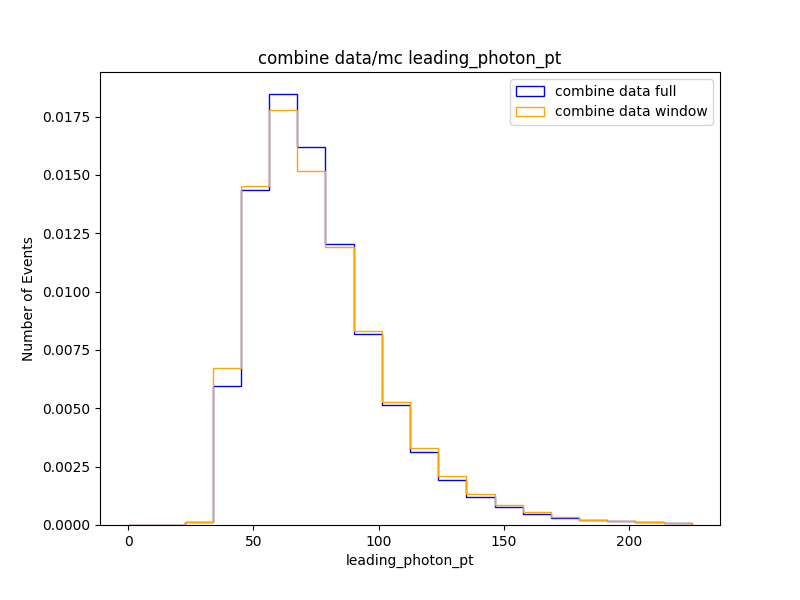 combine data/mc leading_photon_pt
combine data full
combine data window
0.0175
0.0150
0.0125
0.0100
0.0075
0.0050
0.0025
0.0000
Number of Events
0
50
100
150
200
leading_photon_pt